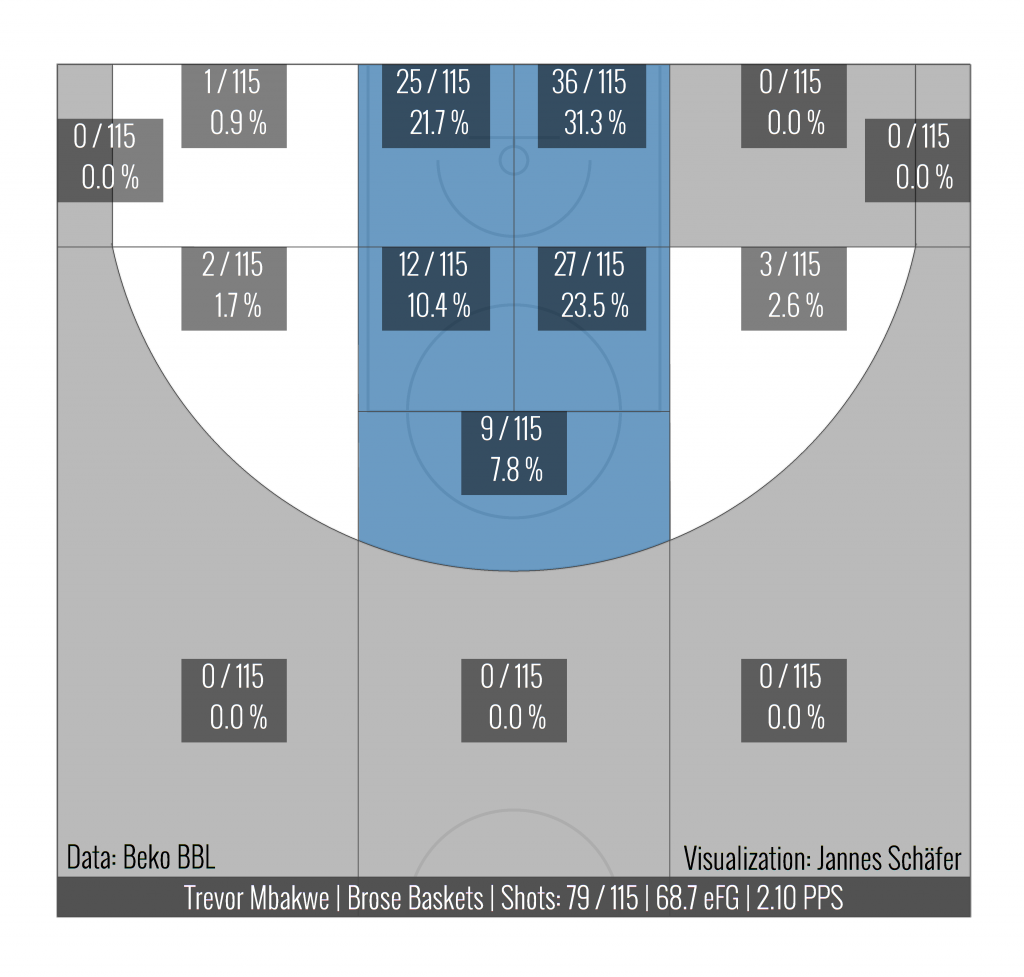 1 / 115
0.9 %
25 / 115
21.7 %
36 / 115
31.3 %
0 / 115
0.0 %
0 / 115
0.0 %
0 / 115
0.0 %
2 / 115
1.7 %
12 / 115
10.4 %
27 / 115
23.5 %
3 / 115
2.6 %
9 / 115
7.8 %
0 / 115
0.0 %
0 / 115
0.0 %
0 / 115
0.0 %
Data: Beko BBL
Visualization: Jannes Schäfer
Trevor Mbakwe | Brose Baskets | Shots: 79 / 115 | 68.7 eFG | 2.10 PPS